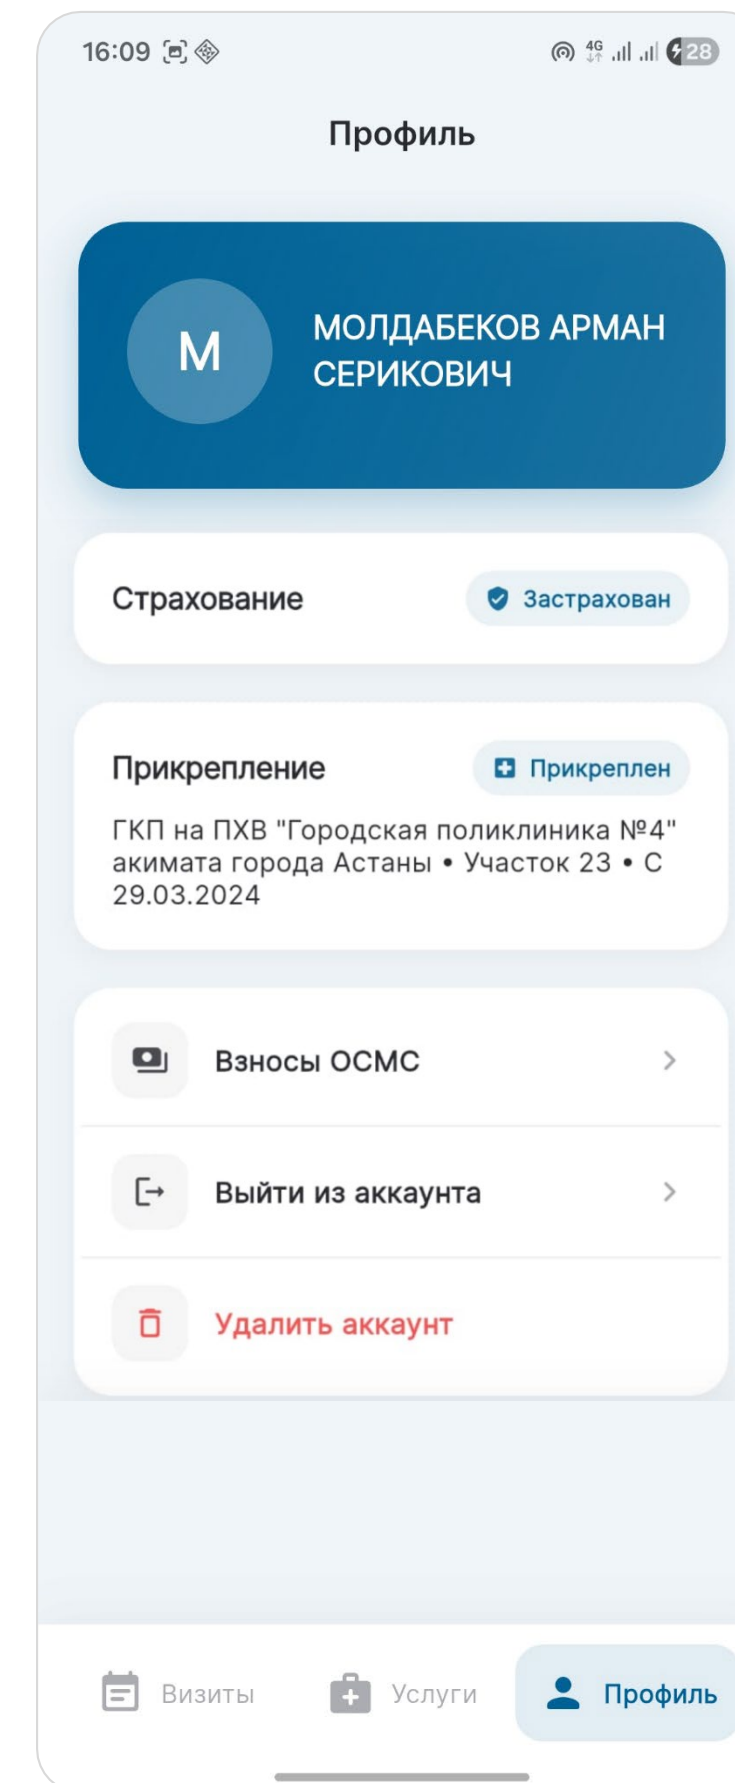 16:09 4G 28
Профиль
М
МОЛДАБЕКОВ АРМАН
СЕРИКОВИЧ
Страхование Застрахован
Прикрепление Прикреплен
ГКП на ПХВ "Городская поликлиника №4"
акимата города Астаны • Участок 23 • С
29.03.2024
Взносы ОСМС
Выйти из аккаунта
Удалить аккаунт
Визиты Услуги Профиль